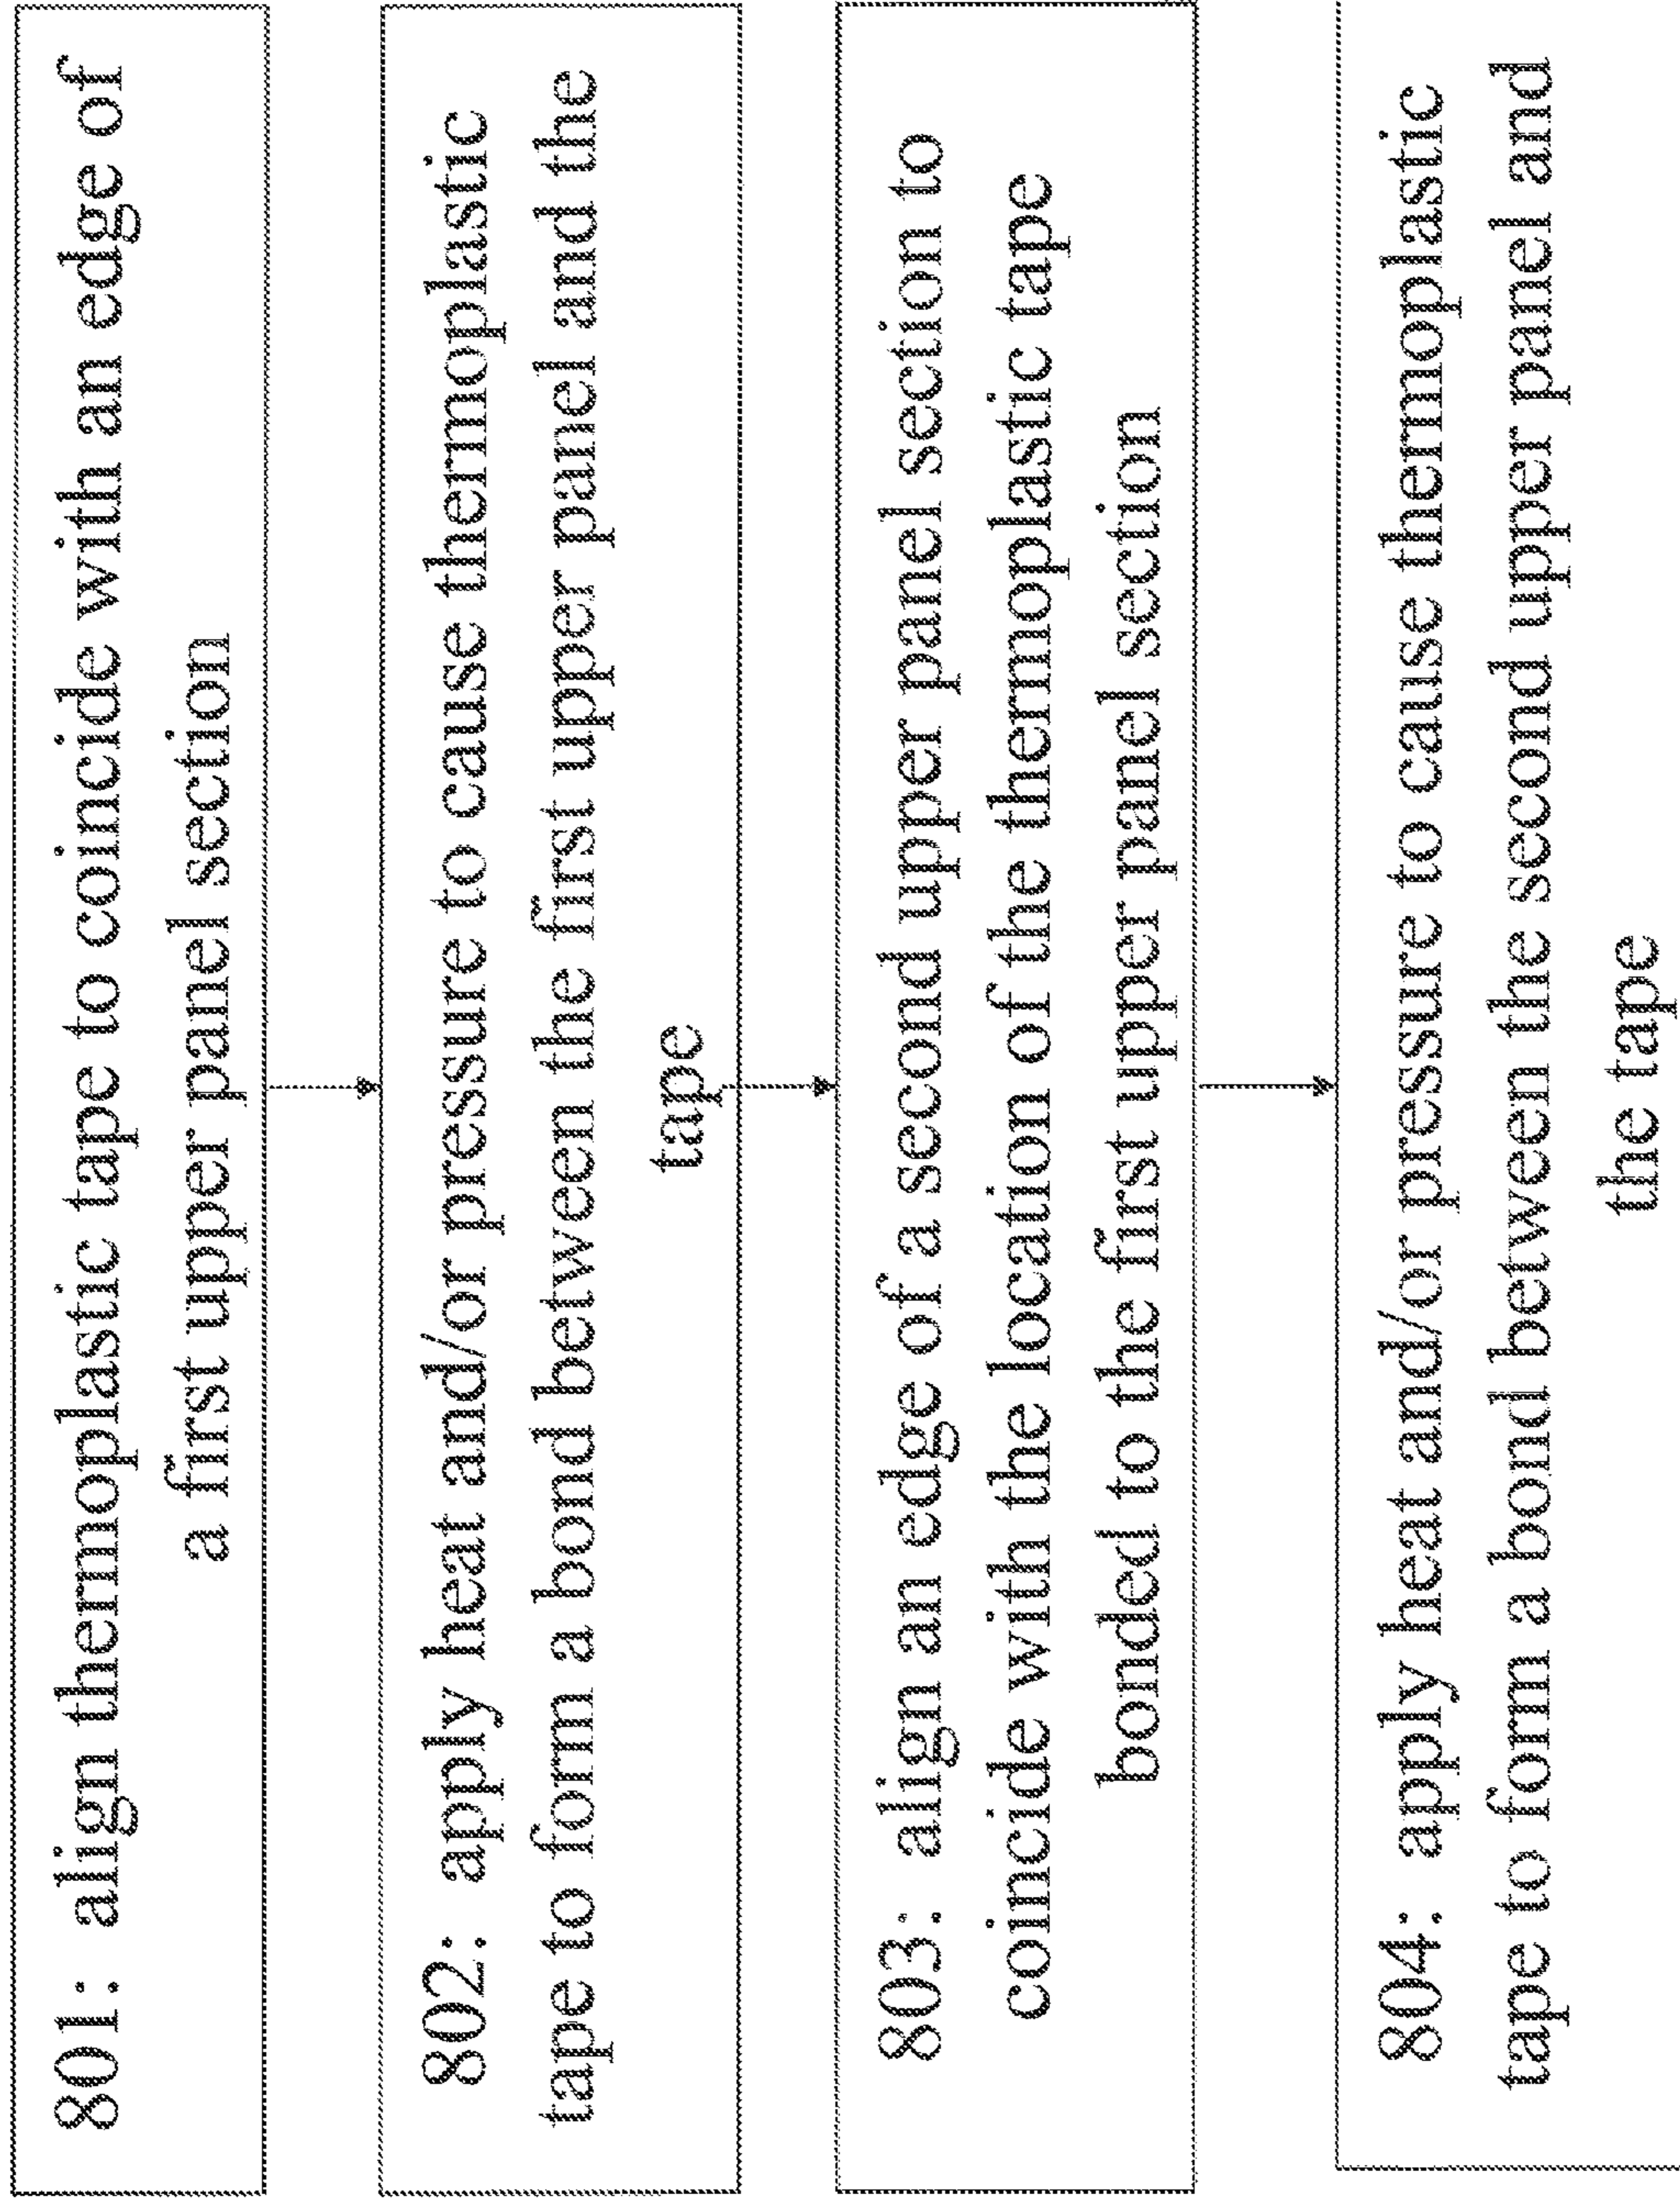 801: align thermoplastic tape to coincide with an edge of
a first upper panel section
802: apply heat and/or pressure to cause thermoplastic
tape to form a bond between the first upper panel and the
tape
803: align an edge of a second upper panel section to
coincide with the location of the thermoplastic tape
bonded to the first upper panel section
804: apply heat and/or pressure to cause thermoplastic
tape to form a bond between the second upper panel and
the tape